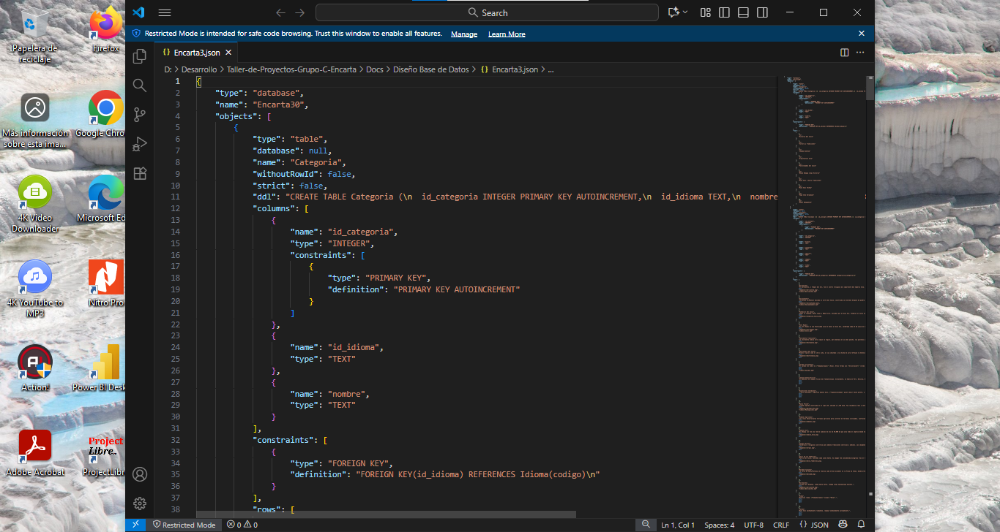 Papelera de
reciclaje
Firefox
Más información
sobre esta ima...
Google Chro
4K Video
Downloader
Microsoft Ed
4K YouTube to
MP3
Nitro Pro
Action!
Power BI Desk
Adobe Acrobat
Project
Libre..
ProjectLibr
Search
Restricted Mode is intended for safe code browsing. Trust this window to enable all features. Manage Learn More
Encarta3.json
D: > Desarrollo > Taller-de-Proyectos-Grupo-C-Encarta > Docs > Diseño Base de Datos > {} Encarta3.json > ...
1 {
2 "type": "database",
3 "name": "Encarta30",
4 "objects": [
5 {
6 "type": "table",
7 "database": null,
8 "name": "Categoria",
9 "withoutRowId": false,
10 "strict": false,
11 "ddl": "CREATE TABLE Categoria (\n  id_categoria INTEGER PRIMARY KEY AUTOINCREMENT,\n  id_idioma TEXT,\n  nombre
12 "columns": [
13 {
14 "name": "id_categoria",
15 "type": "INTEGER",
16 "constraints": [
17 {
18 "type": "PRIMARY KEY",
19 "definition": "PRIMARY KEY AUTOINCREMENT"
20 }
21 ]
22 },
23 {
24 "name": "id_idioma",
25 "type": "TEXT"
26 },
27 {
28 "name": "nombre",
29 "type": "TEXT"
30 }
31 ],
32 "constraints": [
33 {
34 "type": "FOREIGN KEY",
35 "definition": "FOREIGN KEY(id_idioma) REFERENCES Idioma(codigo)\n"
36 }
37 ],
38 "rows": [
Restricted Mode 0 0 Ln 1, Col 1 Spaces: 4 UTF-8 CRLF {} JSON